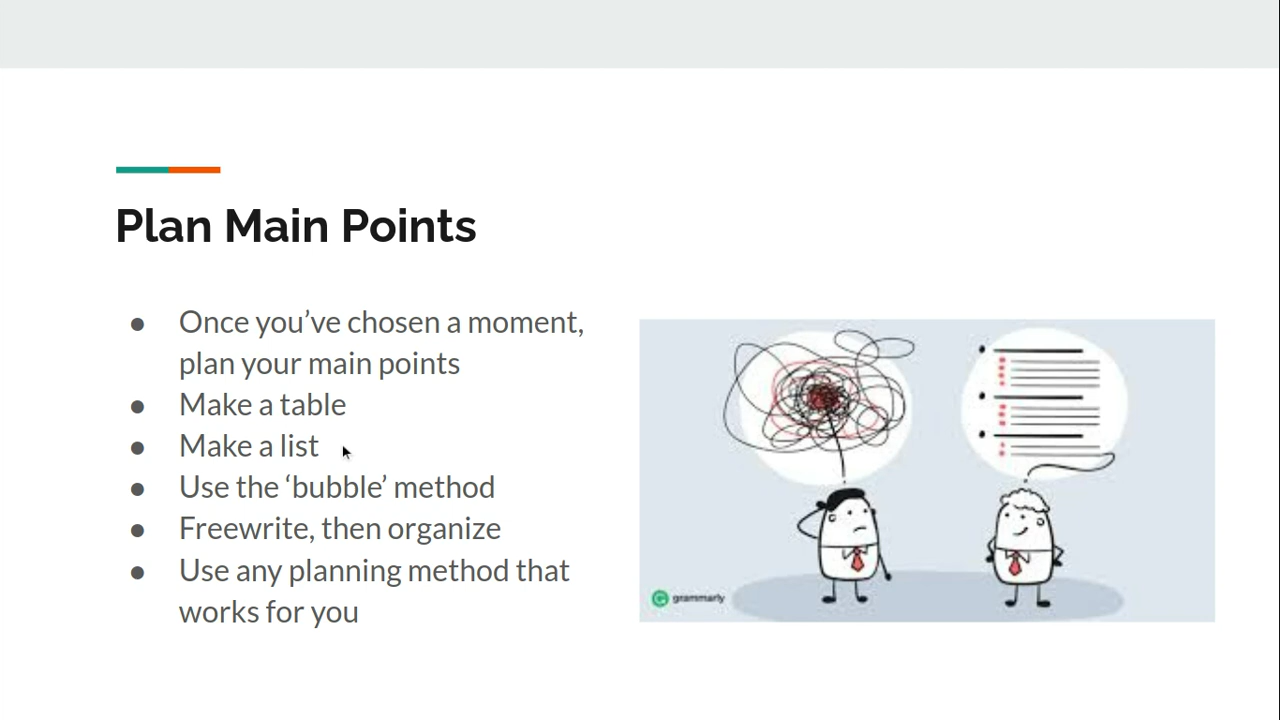 Plan Main Points
● Once you’ve chosen a moment,
plan your main points
● Make a table
● Make a list
● Use the ‘bubble’ method
● Freewrite, then organize
● Use any planning method that
works for you
grammarly